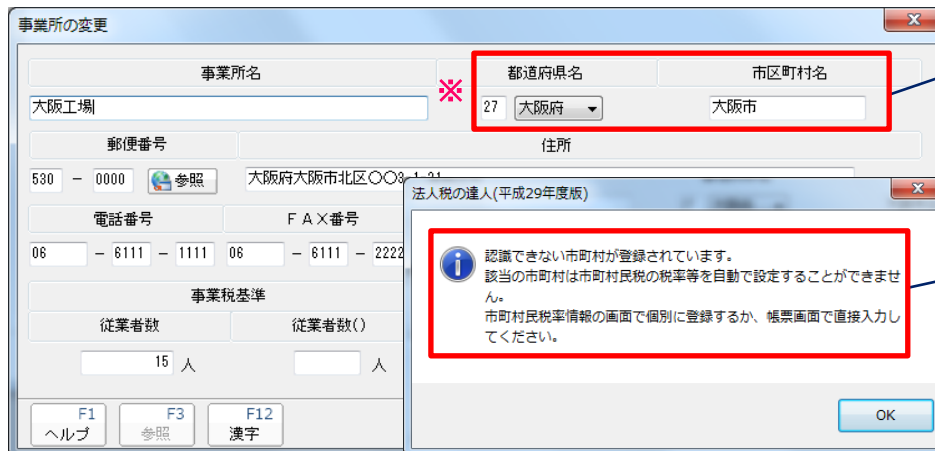 事業所の変更
事業所名
都道府県名
市区町村名
大阪工場
※
27
大阪府
大阪市
郵便番号
住所
530 － 0000
参照
大阪府大阪市北区〇〇3-1-31
法人税の達人(平成29年度版)
電話番号
ＦＡＸ番号
06 － 6111 － 1111
06 － 6111 － 2222
認識できない市町村が登録されています。
該当の市町村は市町村民税の税率等を自動で設定することができませ
ん。
市町村民税率情報の画面で個別に登録するか、帳票画面で直接入力し
てください。
事業税基準
従業者数
従業者数()
15 人
人
F1
ヘルプ
F3
参照
F12
漢字
OK